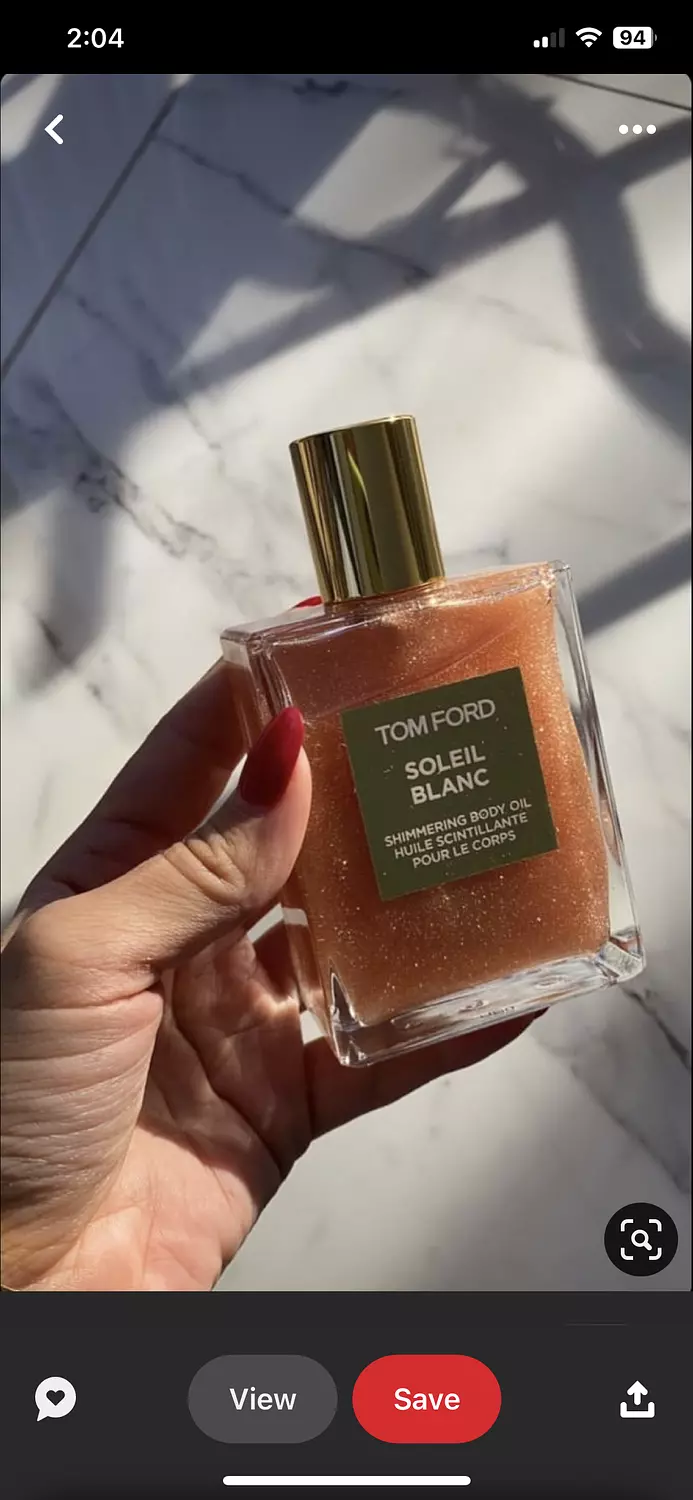 2:04
94
TOM FORD
SOLEIL
BLANC
SHIMMERING BODY OIL
HUILE SCINTILLANTE
POUR LE CORPS
View
Save